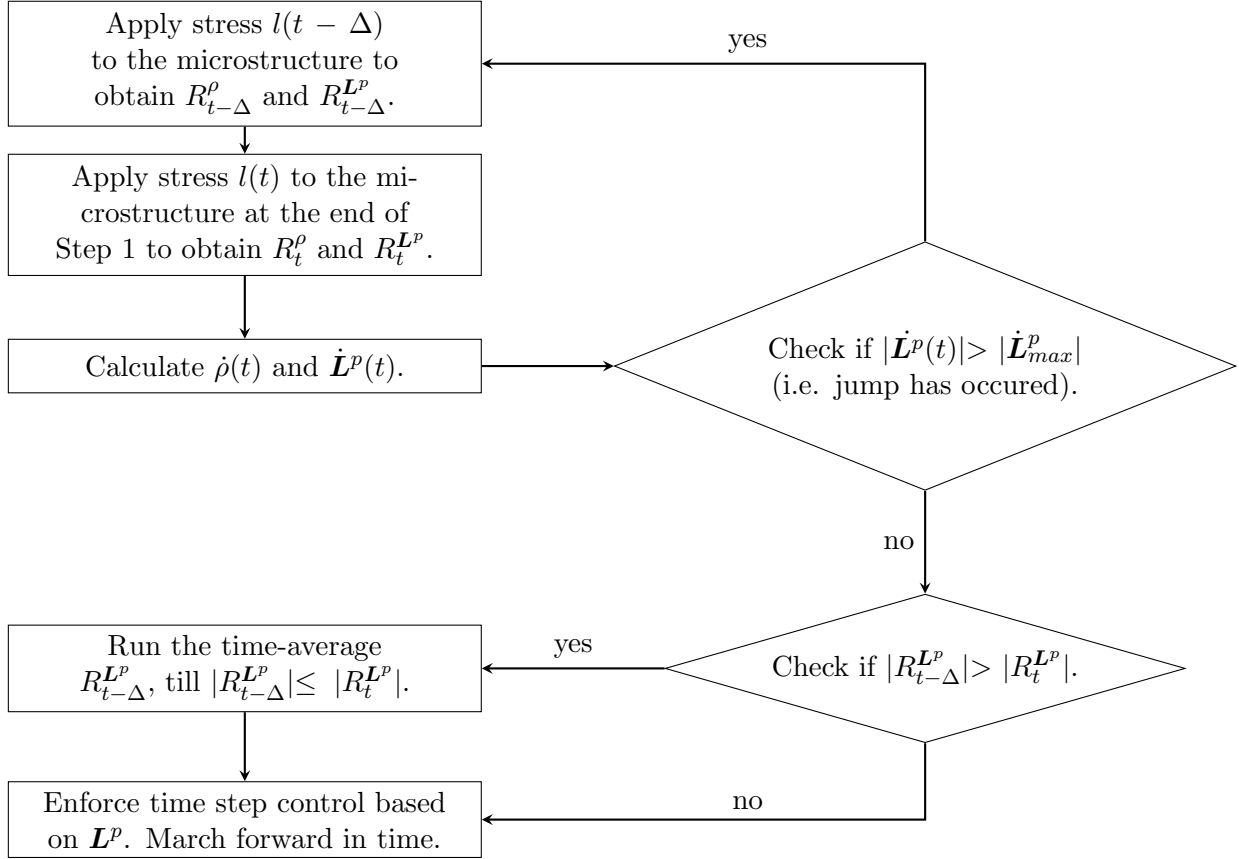 Apply stress l(t − Δ)
to the microstructure to
obtain R^ρ_{t−Δ} and R^{L^p}_{t−Δ}.
yes
Apply stress l(t) to the mi-
crostructure at the end of
Step 1 to obtain R^ρ_t and R^{L^p}_t.
Calculate ρ̇(t) and L̇^p(t).
Check if |L̇^p(t)|> |L̇^p_{max}|
(i.e. jump has occured).
no
Run the time-average
R^{L^p}_{t−Δ}, till |R^{L^p}_{t−Δ}|≤ |R^{L^p}_t|.
yes
Check if |R^{L^p}_{t−Δ}|> |R^{L^p}_t|.
Enforce time step control based
on L^p. March forward in time.
no